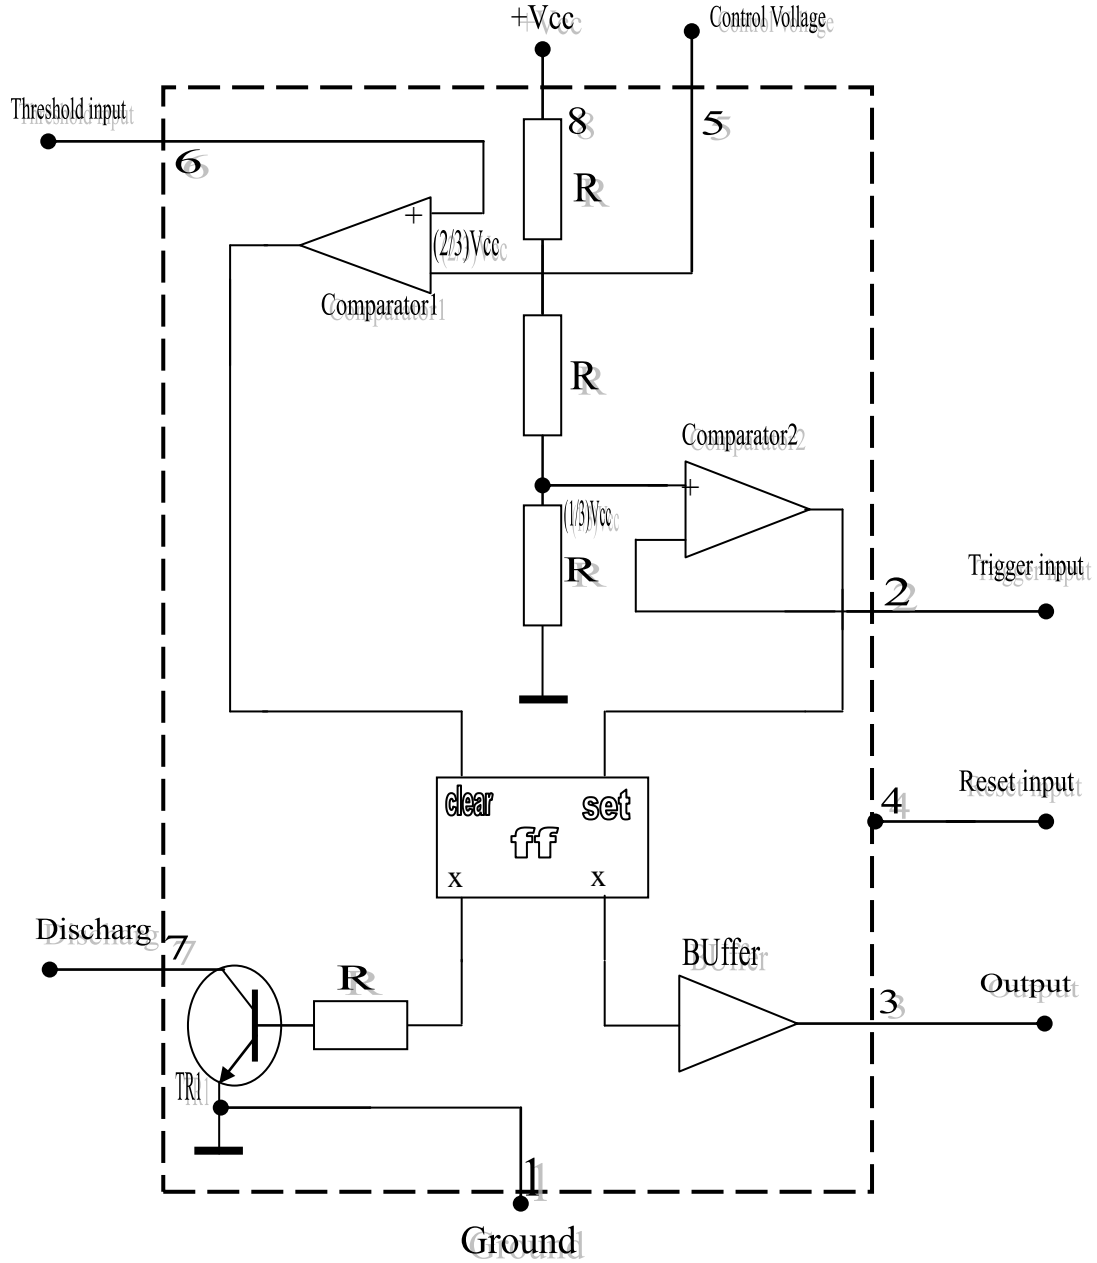 +Vcc
Control Vollage
Threshold input
8
5
6
R
+
(2/3)Vcc
Comparator1
R
Comparator2
+
(1/3)Vcc
R
2
Trigger input
clear
set
ff
x
x
4
Reset input
Discharg
7
R
BUffer
3
Output
TR1
1
Ground